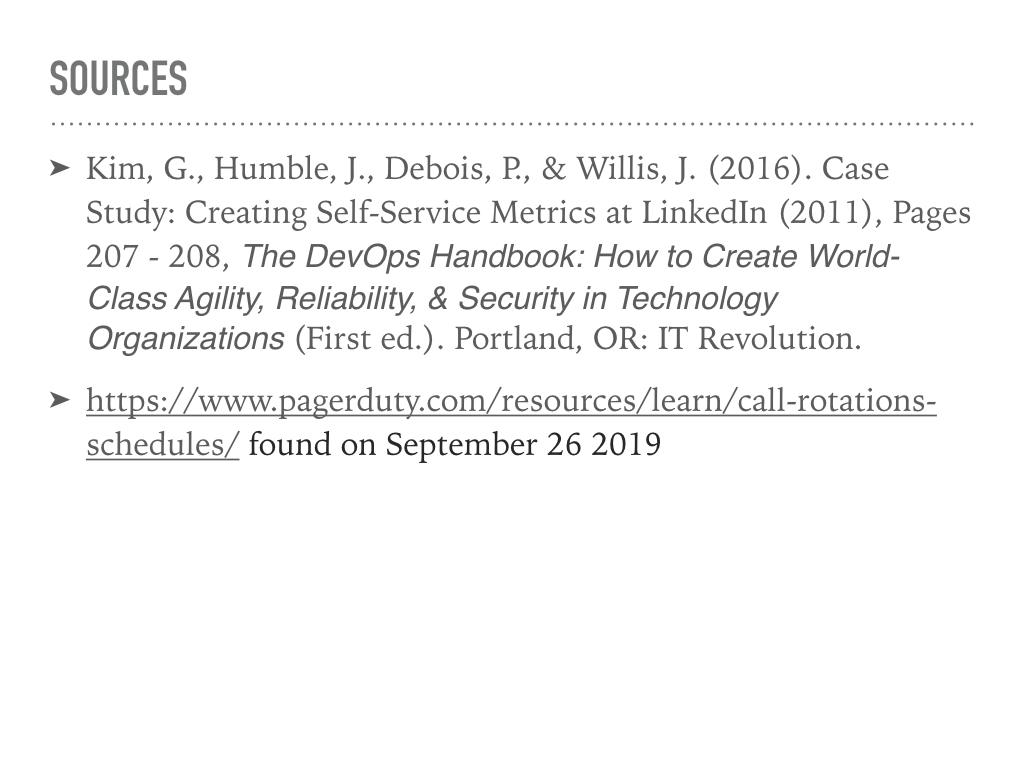 SOURCES
➤ Kim, G., Humble, J., Debois, P., & Willis, J. (2016). Case
Study: Creating Self-Service Metrics at LinkedIn (2011), Pages
207 - 208, The DevOps Handbook: How to Create World-
Class Agility, Reliability, & Security in Technology
Organizations (First ed.). Portland, OR: IT Revolution.
➤ https://www.pagerduty.com/resources/learn/call-rotations-
schedules/ found on September 26 2019